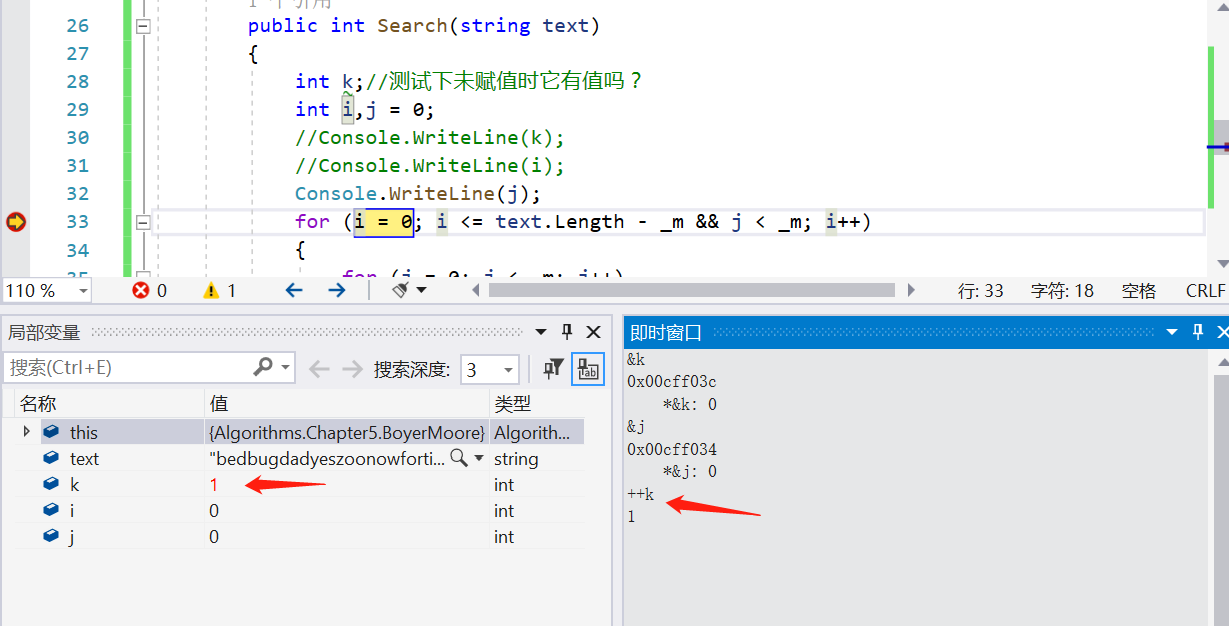 1 个引用
26 public int Search(string text)
27 {
28 int k;//测试下未赋值时它有值吗？
29 int i,j = 0;
30 //Console.WriteLine(k);
31 //Console.WriteLine(i);
32 Console.WriteLine(j);
33 for (i = 0; i <= text.Length - _m && j < _m; i++)
34 {
35 for (j = 0; j < _m; j++)
110 % 0 1 行: 33 字符: 18 空格 CRLF
局部变量
搜索(Ctrl+E) 搜索深度: 3
名称 值 类型
this {Algorithms.Chapter5.BoyerMoore} Algorith...
text "bedbugdadyeszoonowforti... string
k 1 int
i 0 int
j 0 int
即时窗口
&k
0x00cff03c
*&k: 0
&j
0x00cff034
*&j: 0
++k
1